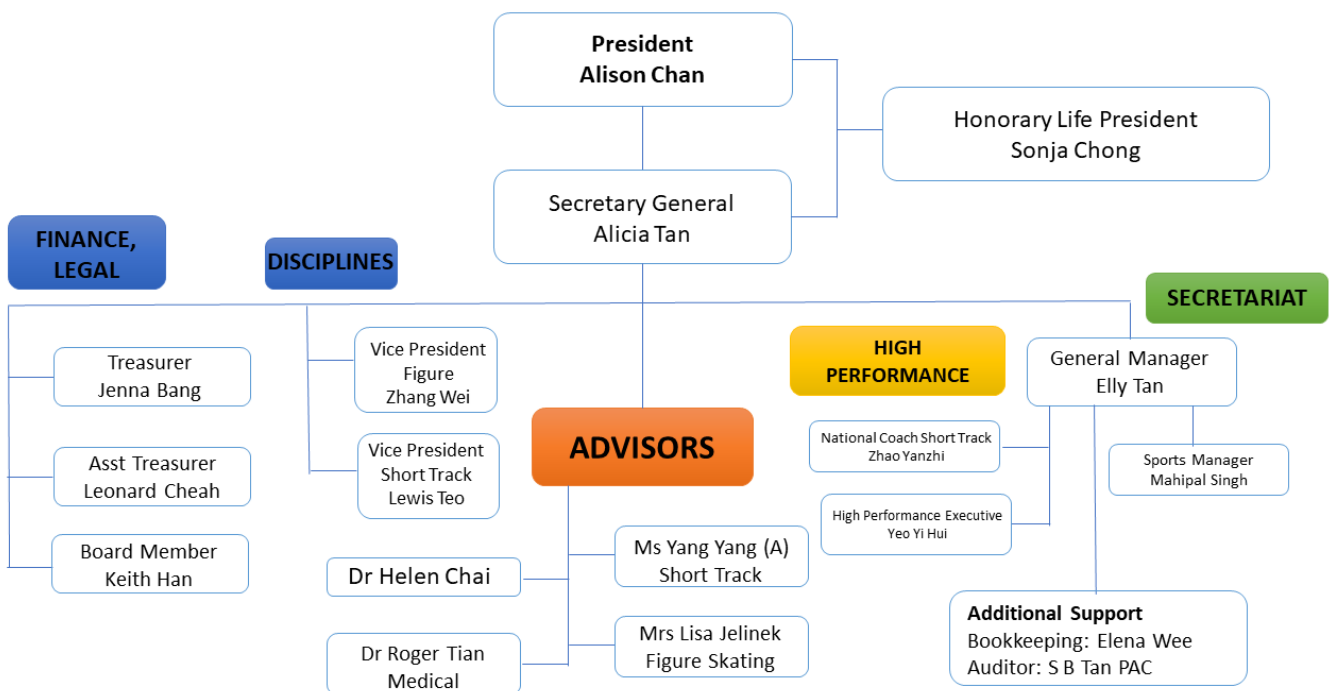 President
Alison Chan
Honorary Life President
Sonja Chong
Secretary General
Alicia Tan
FINANCE,
LEGAL
DISCIPLINES
SECRETARIAT
HIGH
PERFORMANCE
Treasurer
Jenna Bang
Asst Treasurer
Leonard Cheah
Board Member
Keith Han
Vice President
Figure
Zhang Wei
Vice President
Short Track
Lewis Teo
ADVISORS
Dr Helen Chai
Ms Yang Yang (A)
Short Track
Dr Roger Tian
Medical
Mrs Lisa Jelinek
Figure Skating
General Manager
Elly Tan
National Coach Short Track
Zhao Yanzhi
High Performance Executive
Yeo Yi Hui
Sports Manager
Mahipal Singh
Additional Support
Bookkeeping: Elena Wee
Auditor: S B Tan PAC